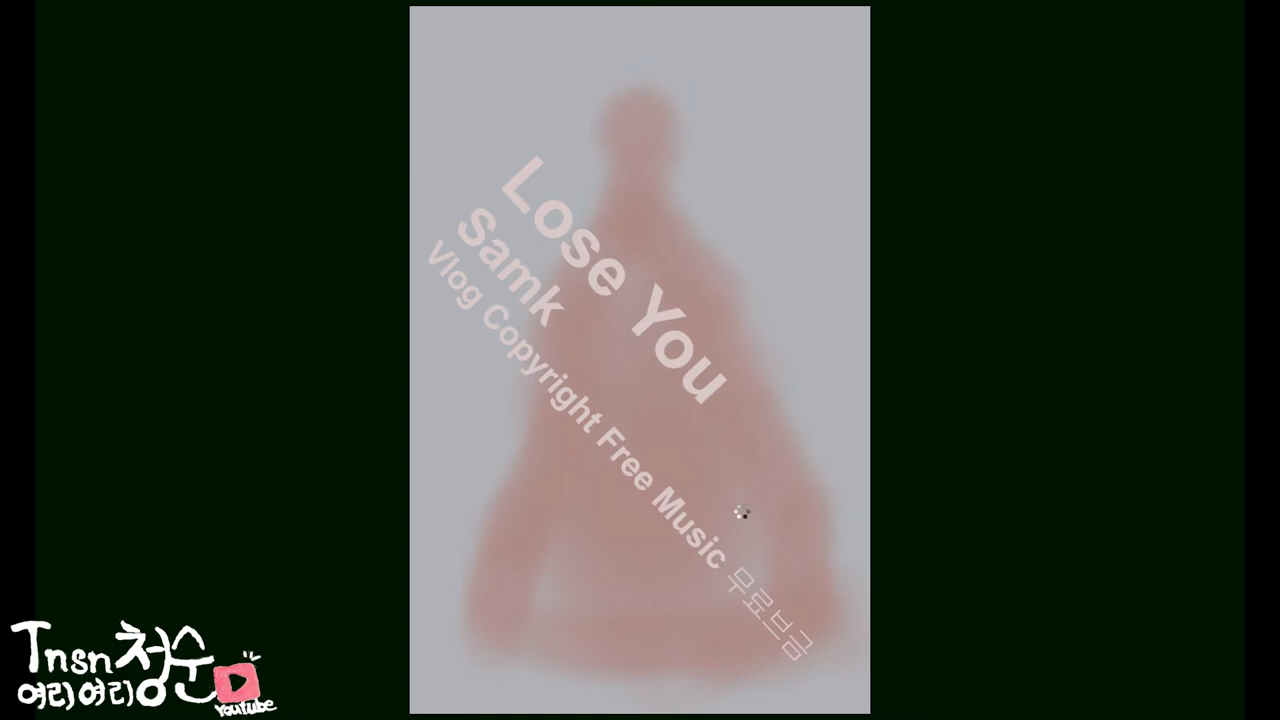 Lose You
Samk
Vlog Copyright Free Music 무료브금
Tnsn청순
여리여리
YouTube